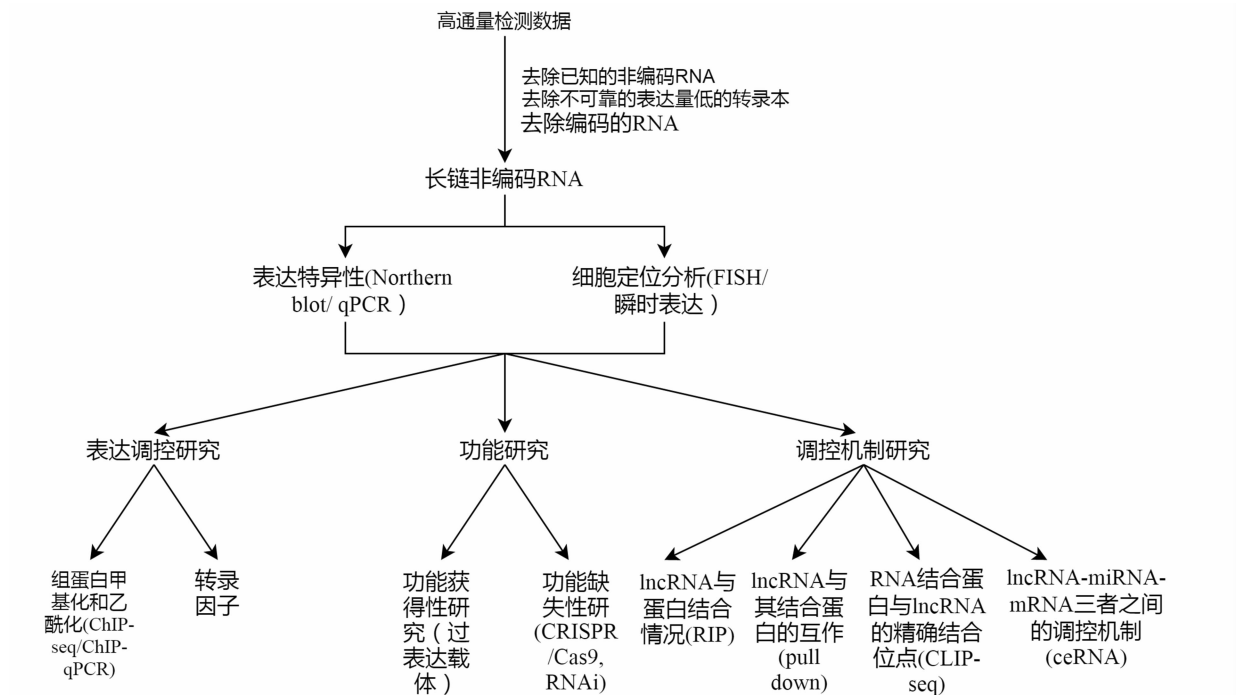 高通量检测数据
去除已知的非编码RNA
去除不可靠的表达量低的转录本
去除编码的RNA
长链非编码RNA
表达特异性(Northern
blot/ qPCR）
细胞定位分析(FISH/
瞬时表达）
表达调控研究
功能研究
调控机制研究
组蛋白甲
基化和乙
酰化(ChIP-
seq/ChIP-
qPCR)
转录
因子
功能获
得性研
究（过
表达载
体）
功能缺
失性研
(CRISPR
/Cas9,
RNAi)
lncRNA与
蛋白结合
情况(RIP)
lncRNA与
其结合蛋
白的互作
(pull
down)
RNA结合蛋
白与lncRNA
的精确结合
位点(CLIP-
seq)
lncRNA-miRNA-
mRNA三者之间
的调控机制
(ceRNA)